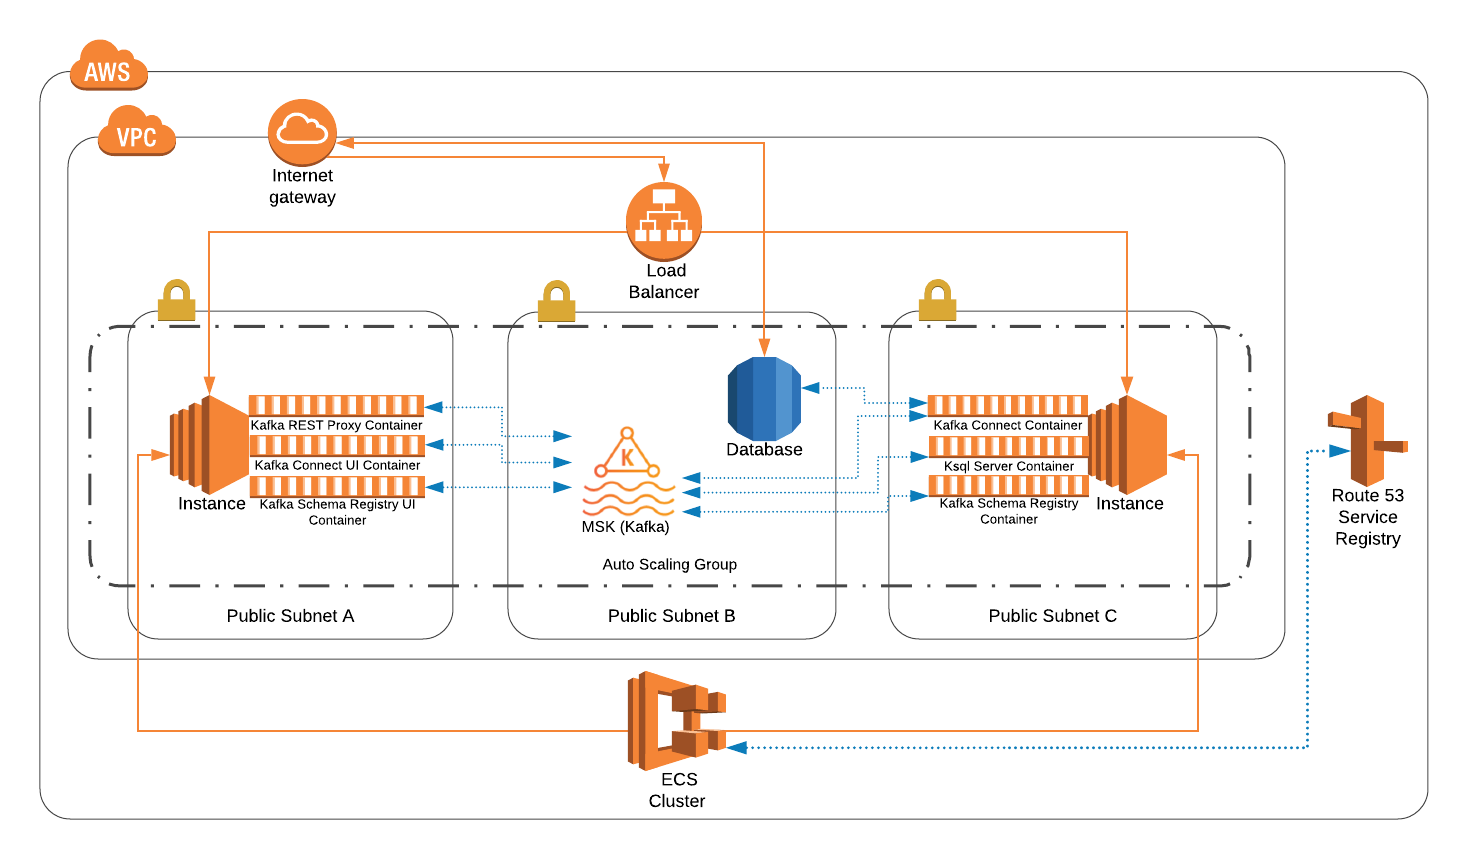 AWS
VPC
Internet
gateway
Load
Balancer
Kafka REST Proxy Container
Kafka Connect UI Container
Kafka Schema Registry UI
Container
Instance
K
MSK (Kafka)
Database
Kafka Connect Container
Ksql Server Container
Kafka Schema Registry
Container
Instance
Route 53
Service
Registry
Auto Scaling Group
Public Subnet A
Public Subnet B
Public Subnet C
ECS
Cluster